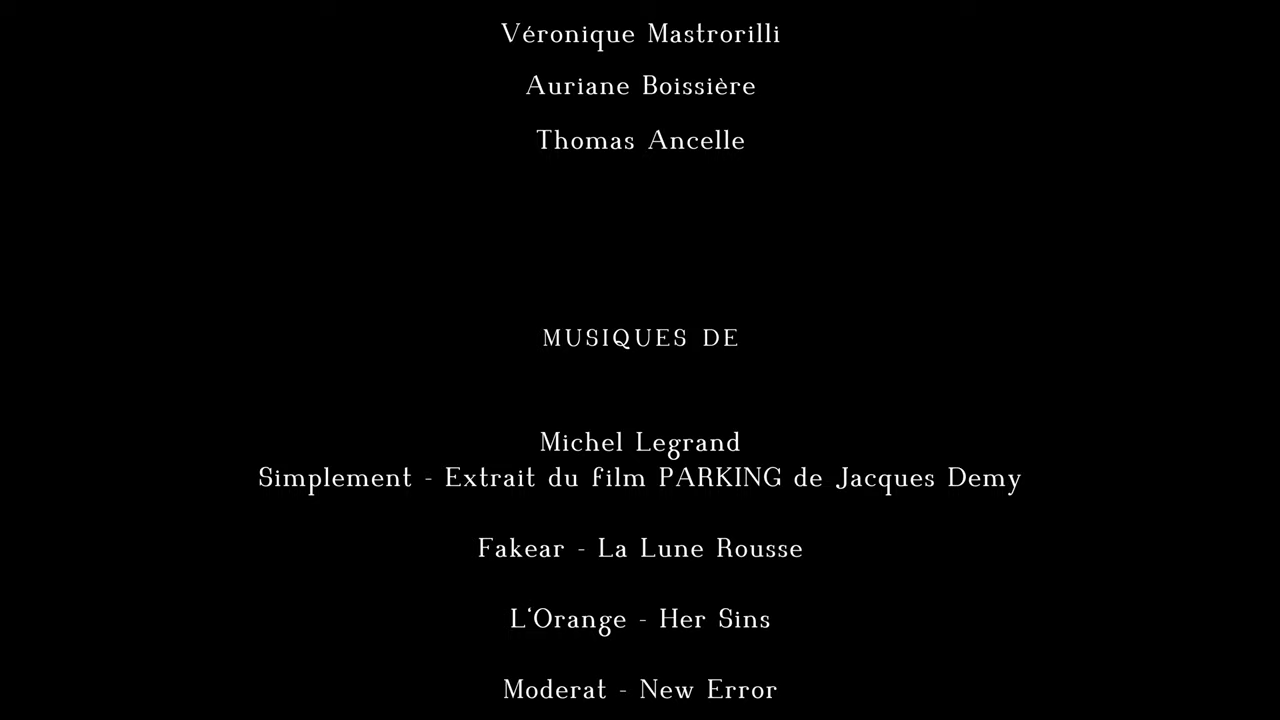 Véronique Mastrorilli
Auriane Boissière
Thomas Ancelle
MUSIQUES DE
Michel Legrand
Simplement - Extrait du film PARKING de Jacques Demy
Fakear - La Lune Rousse
L‘Orange - Her Sins
Moderat - New Error